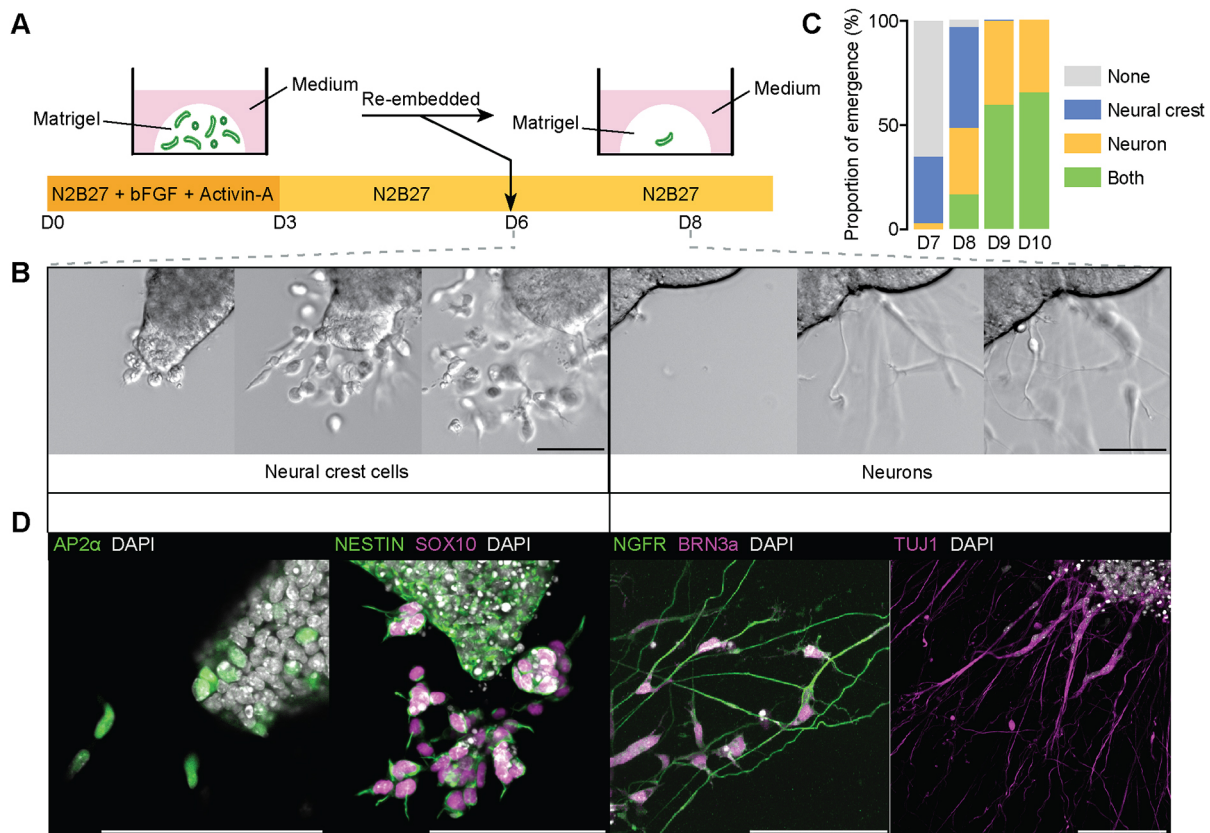 A
Medium
Re-embedded
Medium
Matrigel
Matrigel
N2B27 + bFGF + Activin-A
N2B27
N2B27
D0
D3
D6
D8
C
Proportion of emergence (%)
100
50
0
D7
D8
D9
D10
None
Neural crest
Neuron
Both
B
Neural crest cells
Neurons
D
AP2α DAPI
NESTIN SOX10 DAPI
NGFR BRN3a DAPI
TUJ1 DAPI